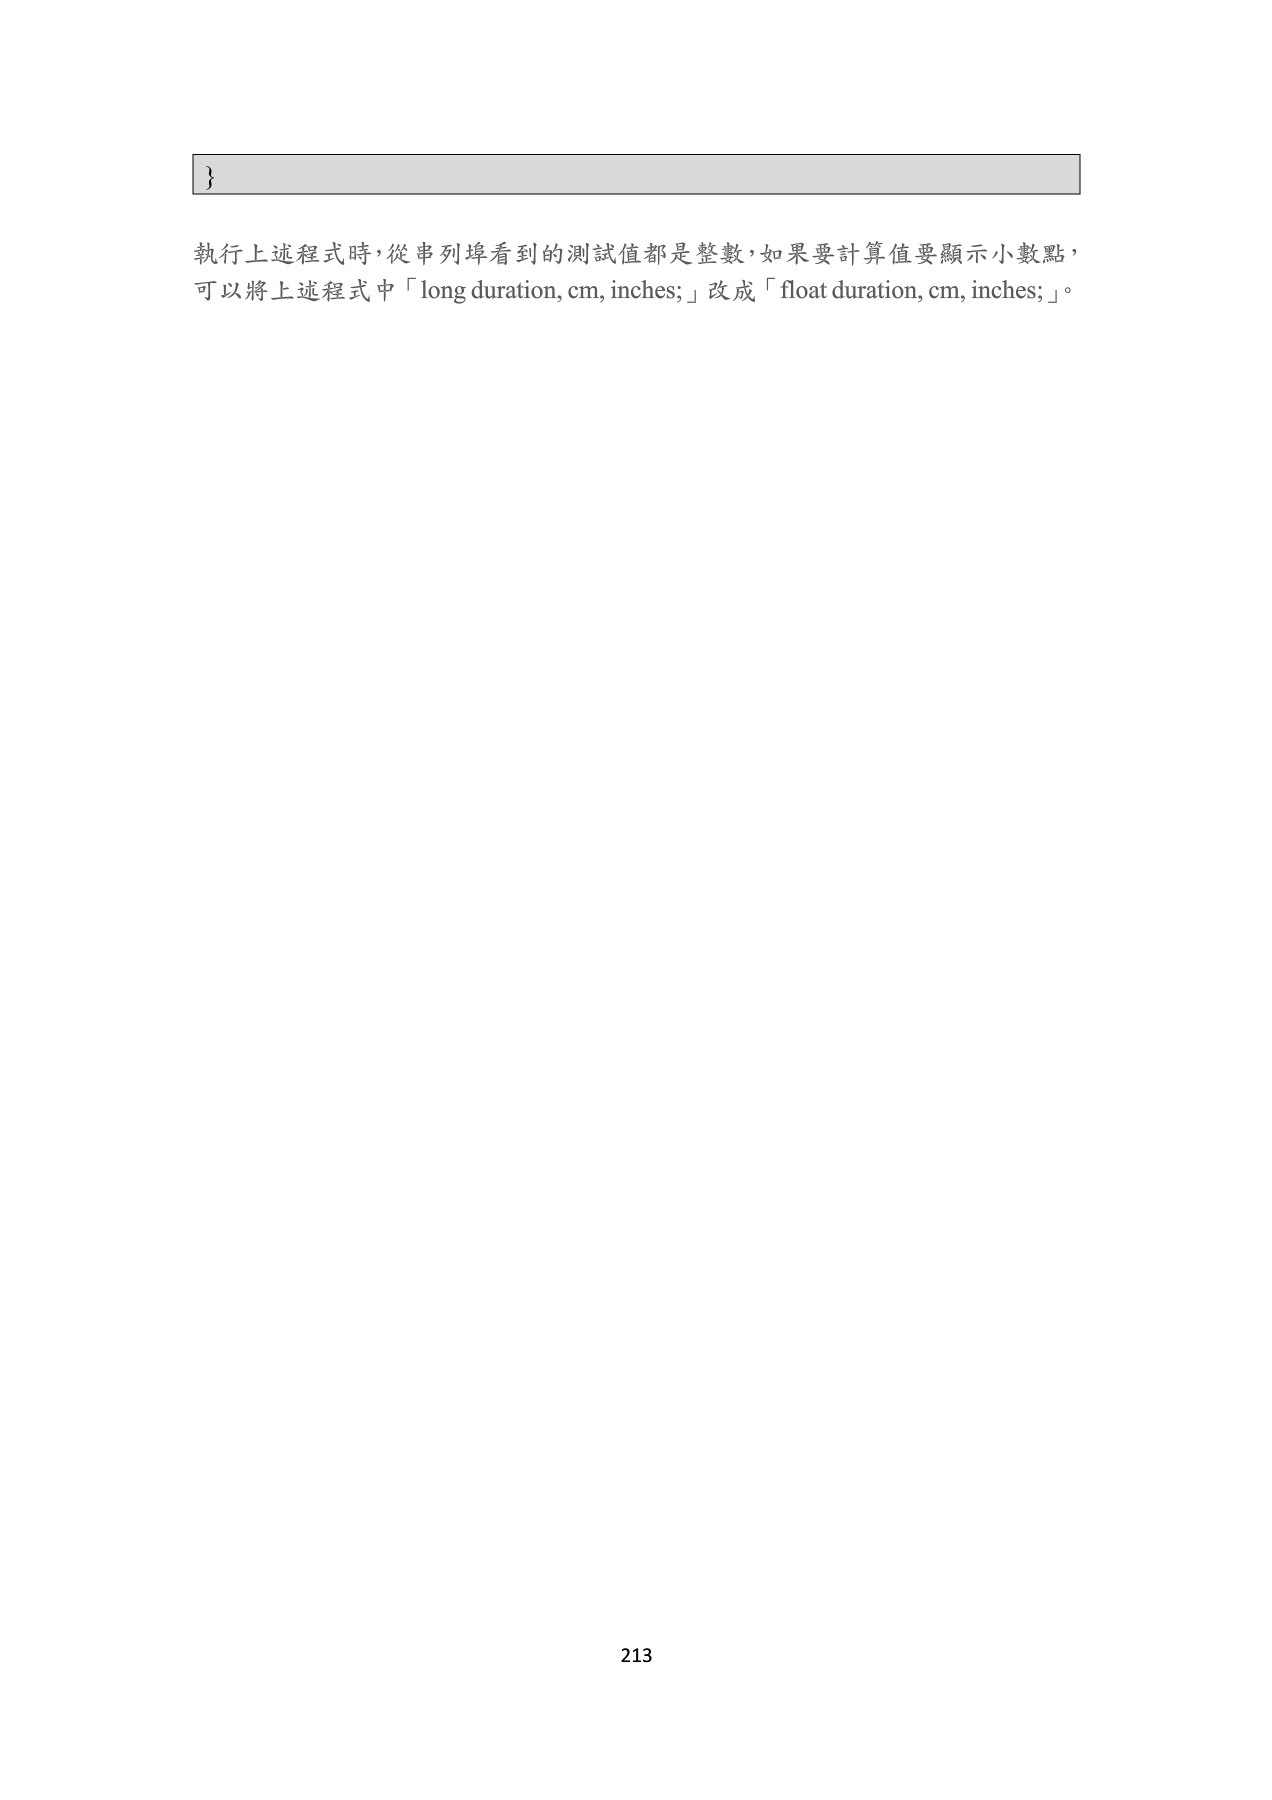 }
執行上述程式時，從串列埠看到的測試值都是整數，如果要計算值要顯示小數點，
可以將上述程式中「long duration, cm, inches;」改成「float duration, cm, inches;」。
213